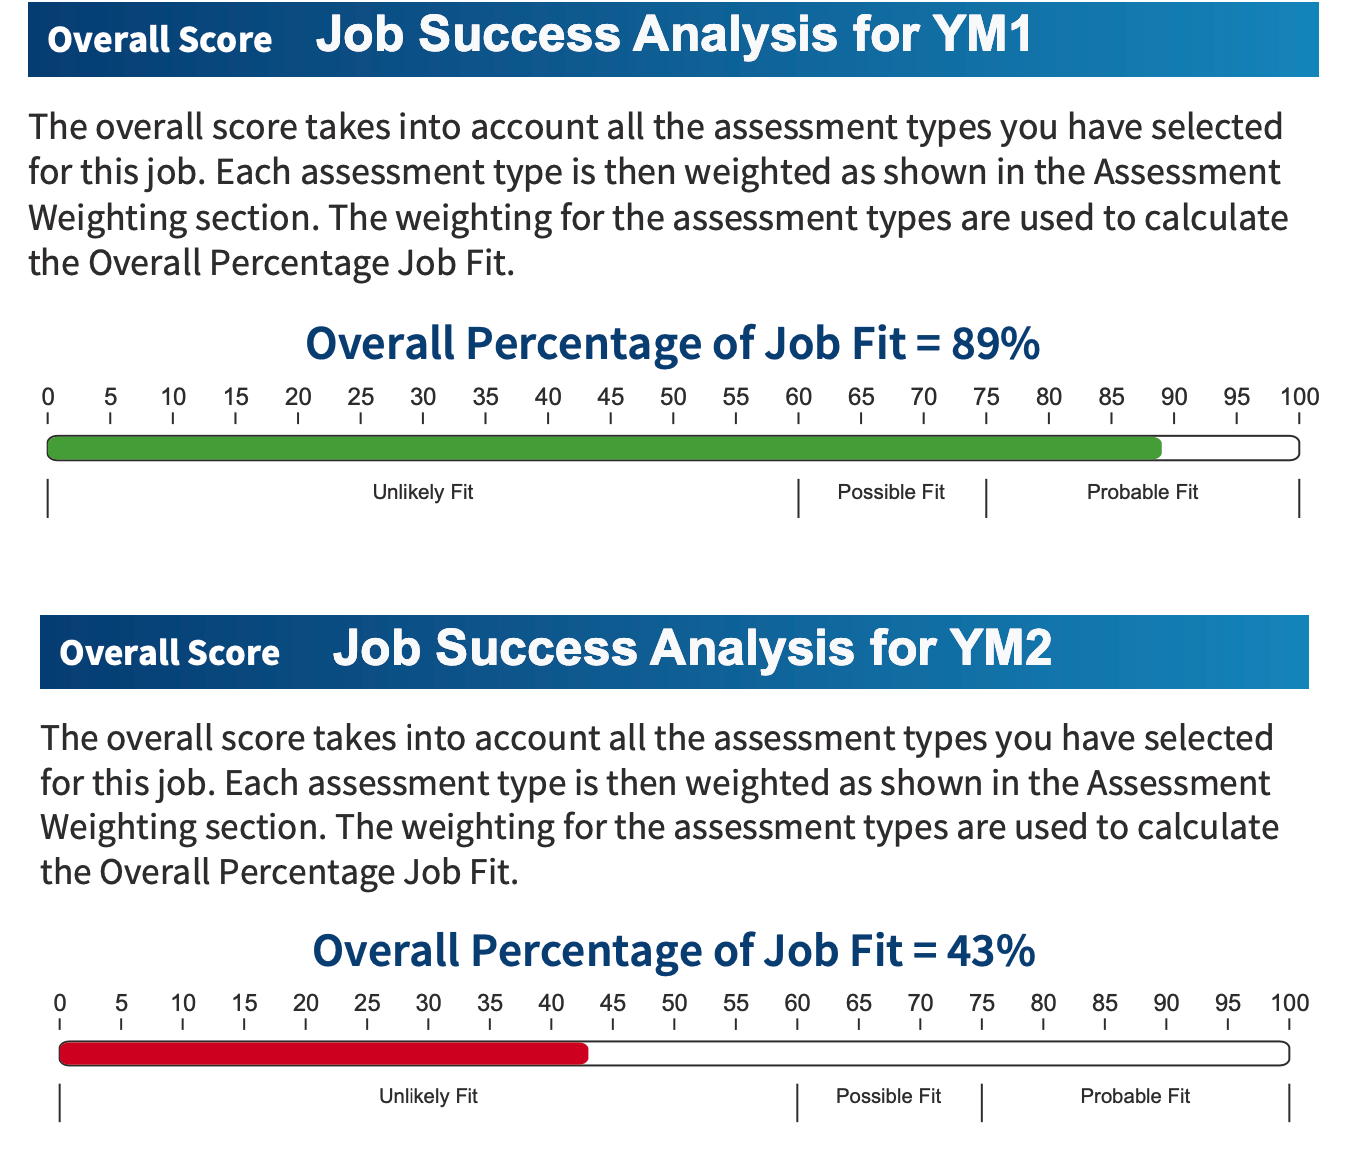 Overall Score Job Success Analysis for YM1
The overall score takes into account all the assessment types you have selected
for this job. Each assessment type is then weighted as shown in the Assessment
Weighting section. The weighting for the assessment types are used to calculate
the Overall Percentage Job Fit.
Overall Percentage of Job Fit = 89%
0 5 10 15 20 25 30 35 40 45 50 55 60 65 70 75 80 85 90 95 100
Unlikely Fit Possible Fit Probable Fit
Overall Score Job Success Analysis for YM2
The overall score takes into account all the assessment types you have selected
for this job. Each assessment type is then weighted as shown in the Assessment
Weighting section. The weighting for the assessment types are used to calculate
the Overall Percentage Job Fit.
Overall Percentage of Job Fit = 43%
0 5 10 15 20 25 30 35 40 45 50 55 60 65 70 75 80 85 90 95 100
Unlikely Fit Possible Fit Probable Fit